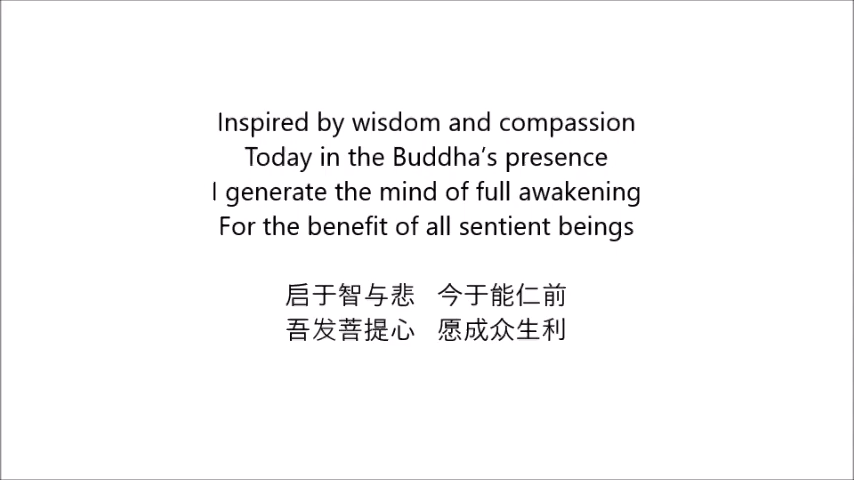 Inspired by wisdom and compassion
Today in the Buddha's presence
I generate the mind of full awakening
For the benefit of all sentient beings
启于智与悲 今于能仁前
吾发菩提心 愿成众生利